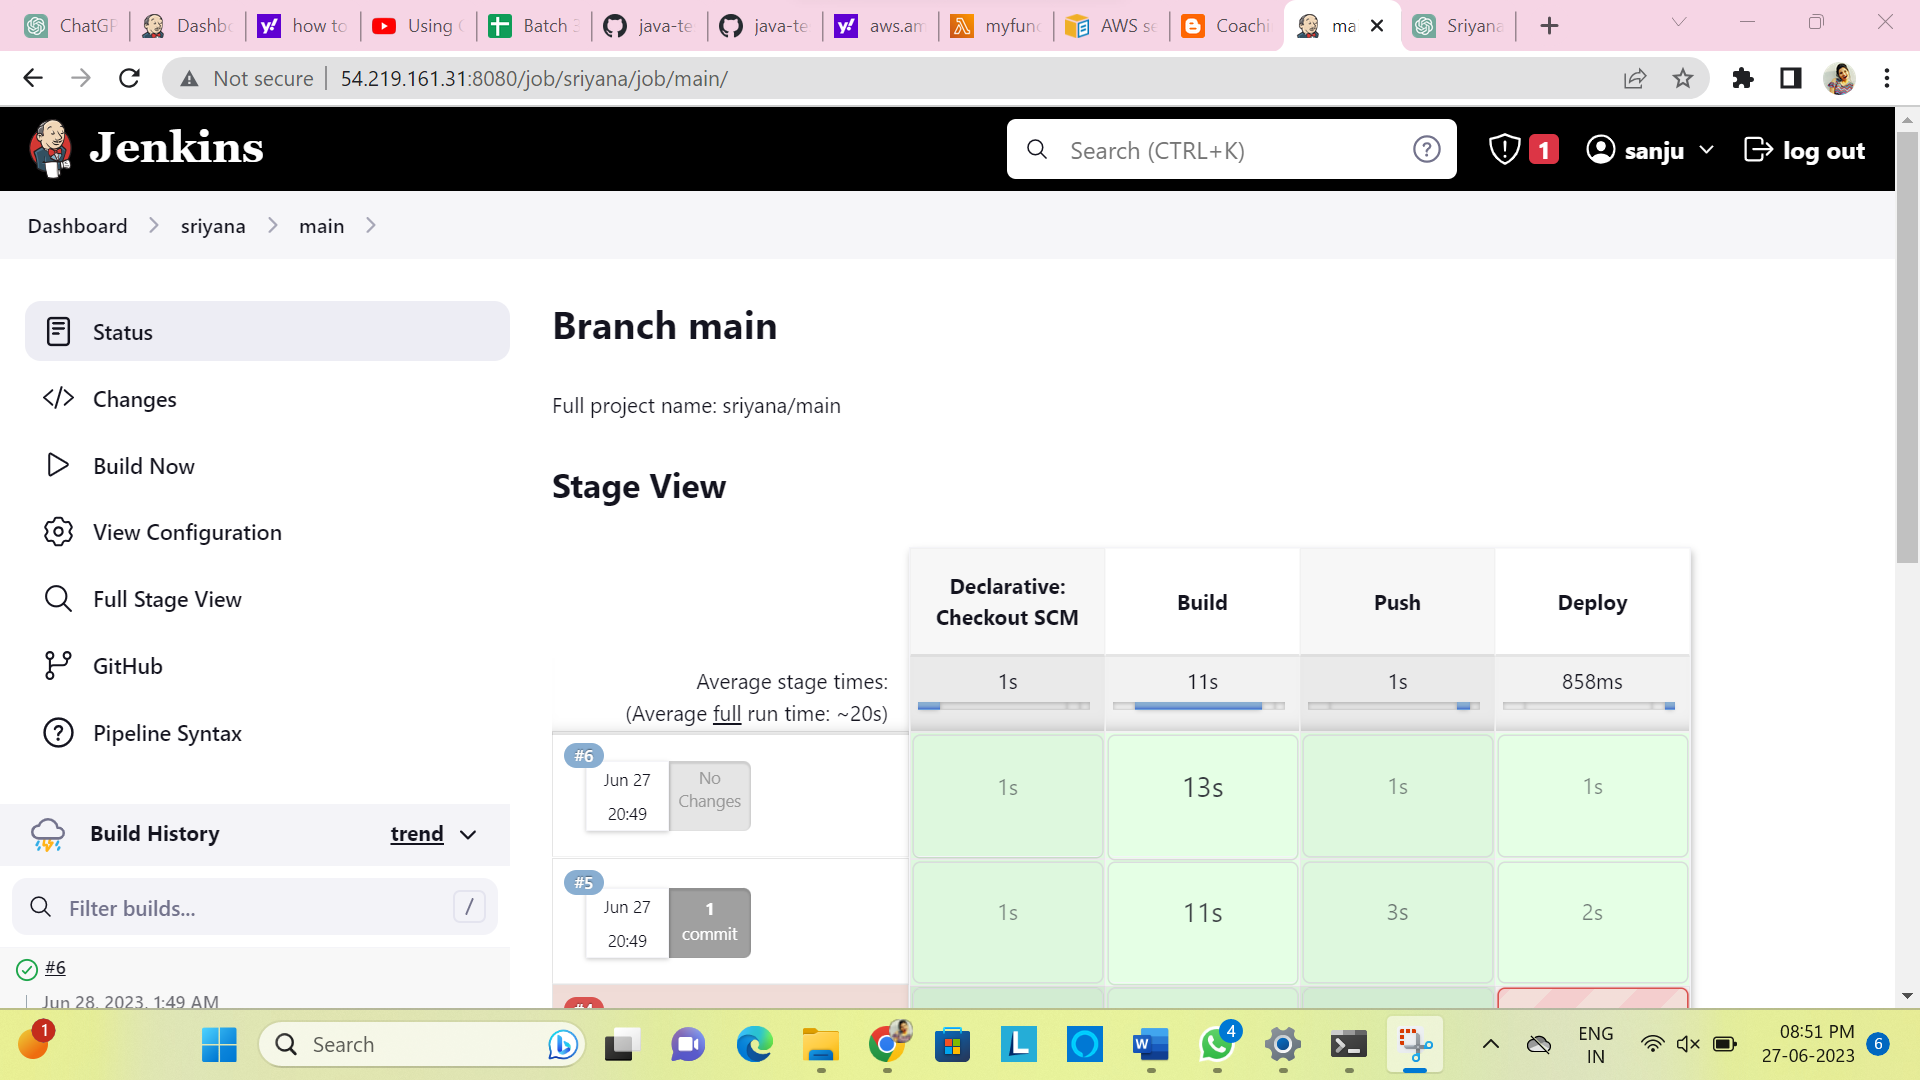 ChatGP
Dashbo
how to
Using
Batch 3
java-te
java-te
aws.am
myfunc
AWS se
Coachi
ma
Sriyana
Not secure
54.219.161.31:8080/job/sriyana/job/main/
Jenkins
Search (CTRL+K)
1
sanju
log out
Dashboard
sriyana
main
Status
Changes
Build Now
View Configuration
Full Stage View
GitHub
Pipeline Syntax
Build History
trend
Filter builds...
/
#6
Jun 28, 2023, 1:49 AM
Branch main
Full project name: sriyana/main
Stage View
Declarative:
Checkout SCM
Build
Push
Deploy
Average stage times:
(Average full run time: ~20s)
1s
11s
1s
858ms
#6
Jun 27
20:49
No
Changes
1s
13s
1s
1s
#5
Jun 27
20:49
1
commit
1s
11s
3s
2s
1
Search
4
ENG
IN
08:51 PM
27-06-2023
6